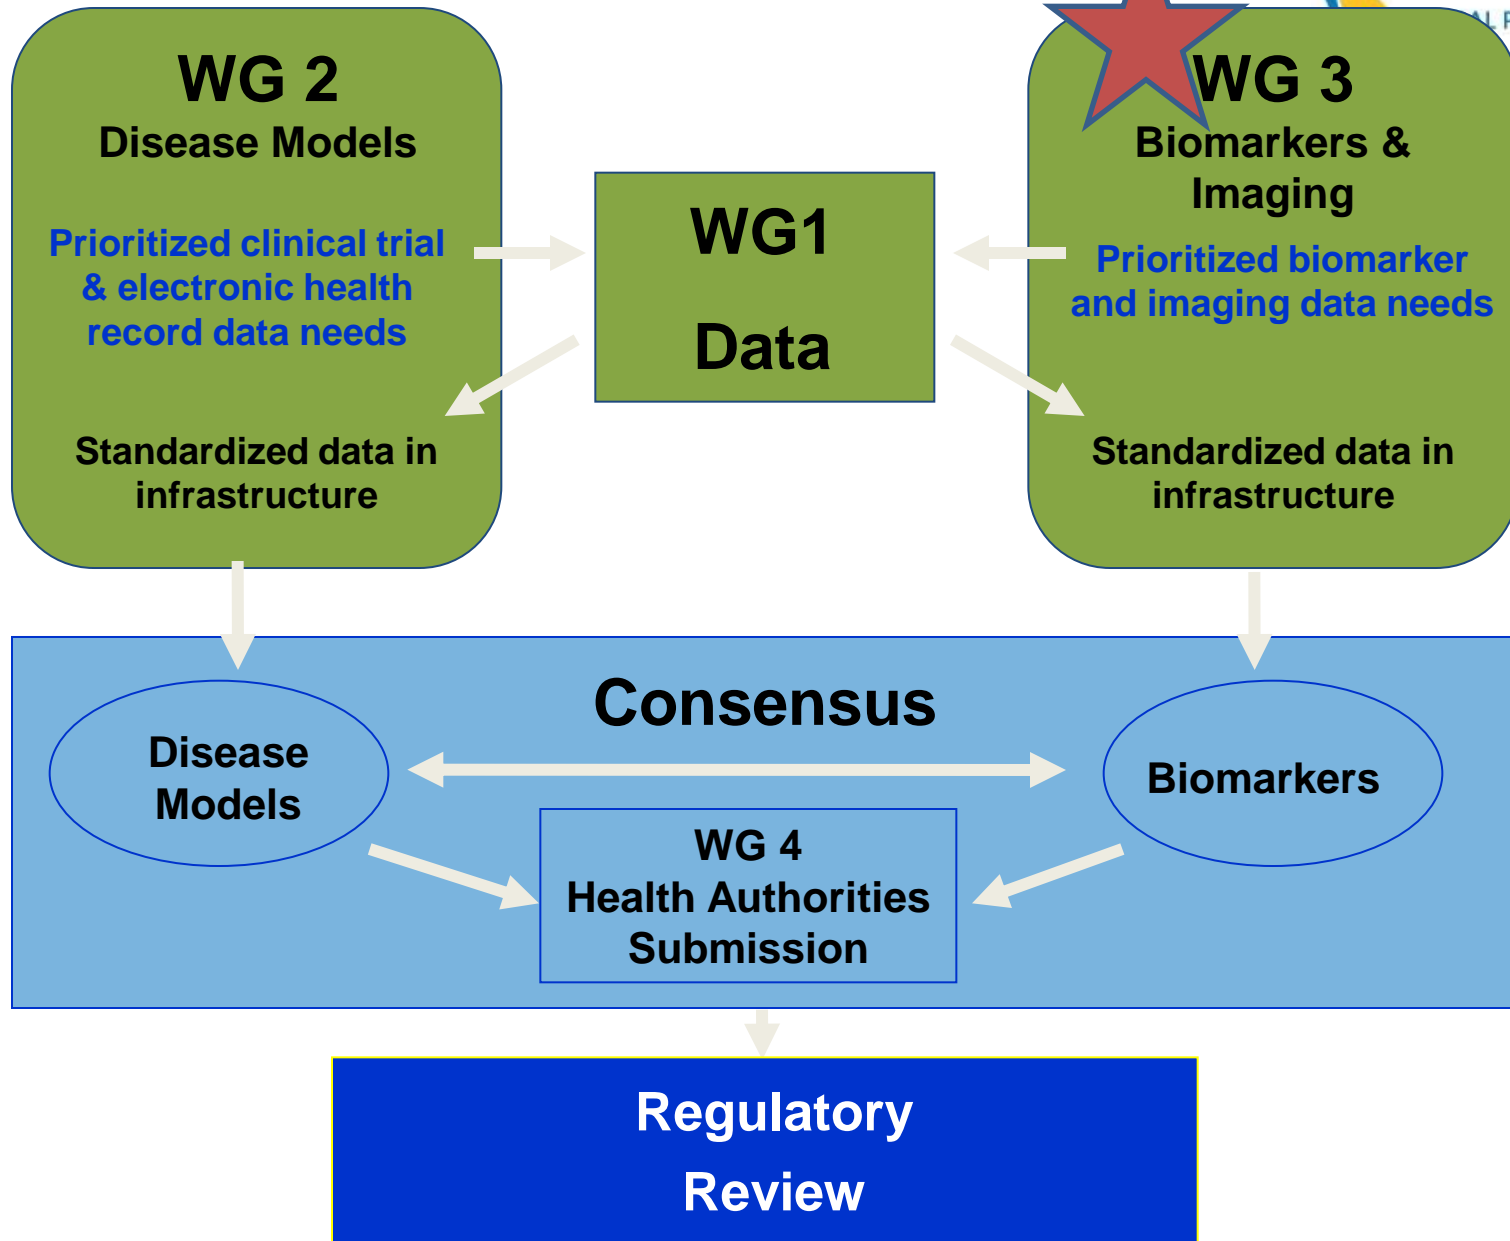 WG 2
Disease Models
Prioritized clinical trial
& electronic health
record data needs
Standardized data in
infrastructure
WG1
Data
WG 3
Biomarkers &
Imaging
Prioritized biomarker
and imaging data needs
Standardized data in
infrastructure
Consensus
Disease
Models
Biomarkers
WG 4
Health Authorities
Submission
Regulatory
Review